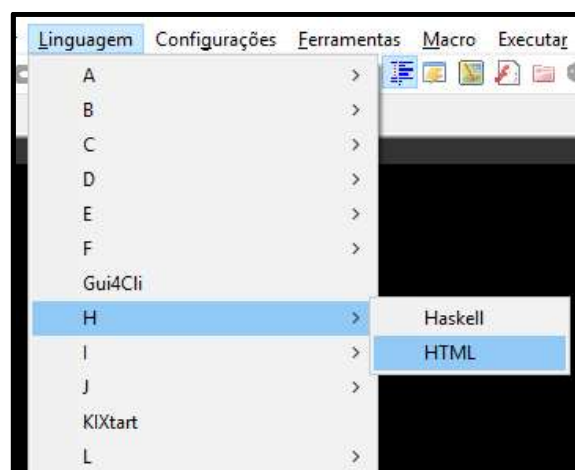 Linguagem Configurações Ferramentas Macro Executar
A
B
C
D
E
F
Gui4Cli
H
Haskell
I
HTML
J
KIXtart
L